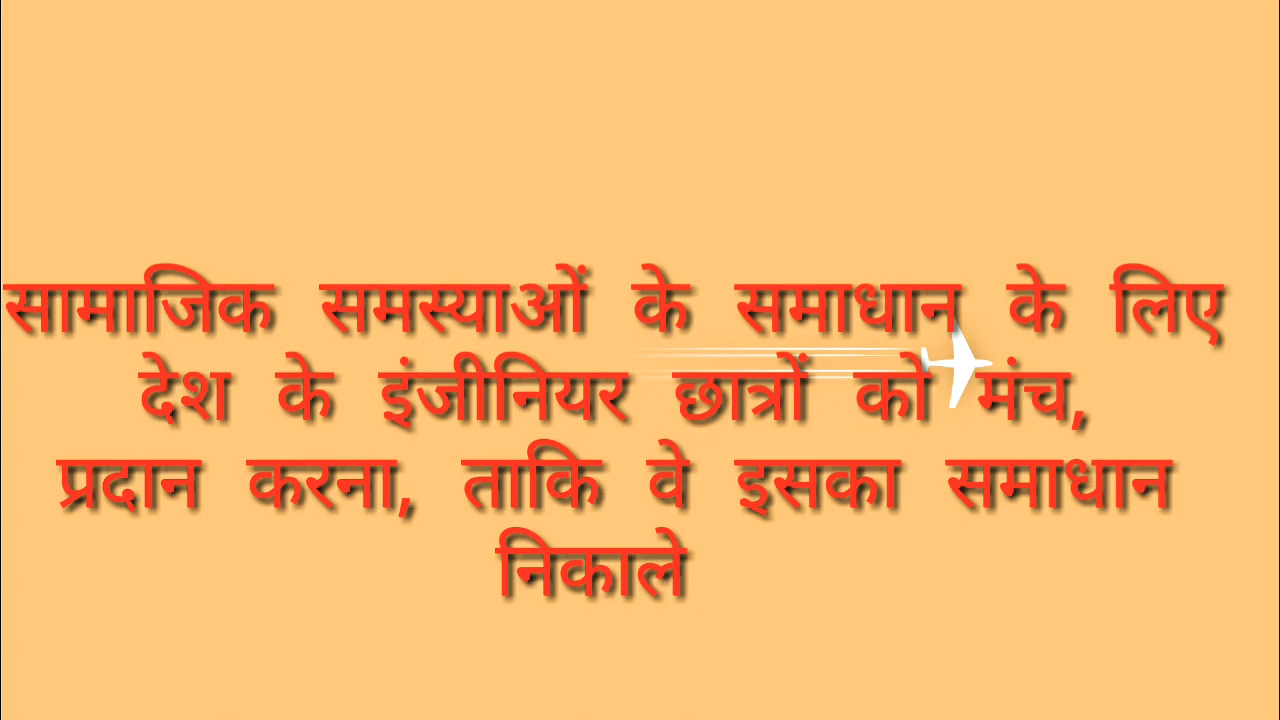 सामाजिक समस्याओं के समाधान के लिए
देश के इंजीनियर छात्रों को मंच,
प्रदान करना, ताकि वे इसका समाधान
निकाले